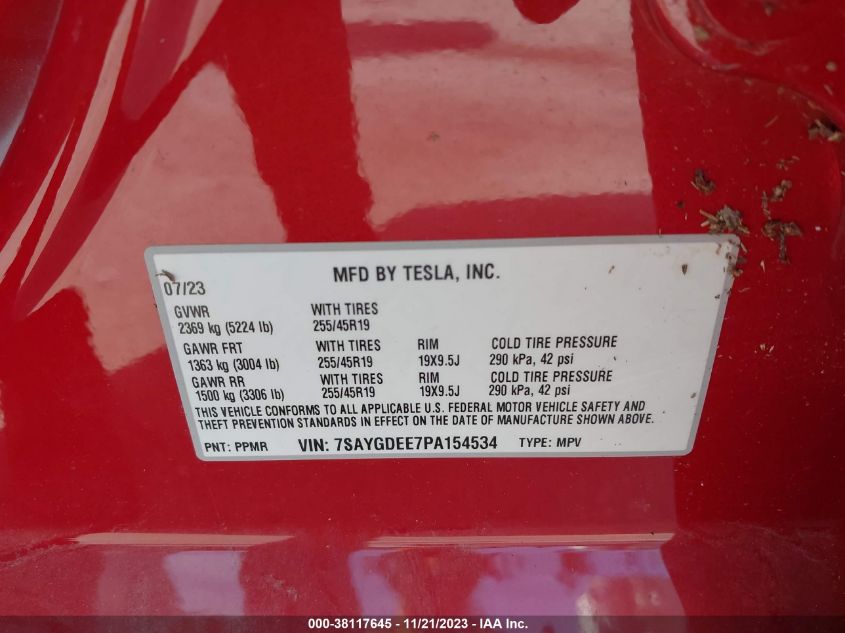 MFD BY TESLA, INC.
07/23
GVWR WITH TIRES
2369 kg (5224 lb) 255/45R19
GAWR FRT WITH TIRES RIM COLD TIRE PRESSURE
1363 kg (3004 lb) 255/45R19 19X9.5J 290 kPa, 42 psi
GAWR RR WITH TIRES RIM COLD TIRE PRESSURE
1500 kg (3306 lb) 255/45R19 19X9.5J 290 kPa, 42 psi
THIS VEHICLE CONFORMS TO ALL APPLICABLE U.S. FEDERAL MOTOR VEHICLE SAFETY AND
THEFT PREVENTION STANDARDS IN EFFECT ON THE DATE OF MANUFACTURE SHOWN ABOVE.
PNT: PPMR VIN: 7SAYGDEE7PA154534 TYPE: MPV
000-38117645 - 11/21/2023 - IAA Inc.